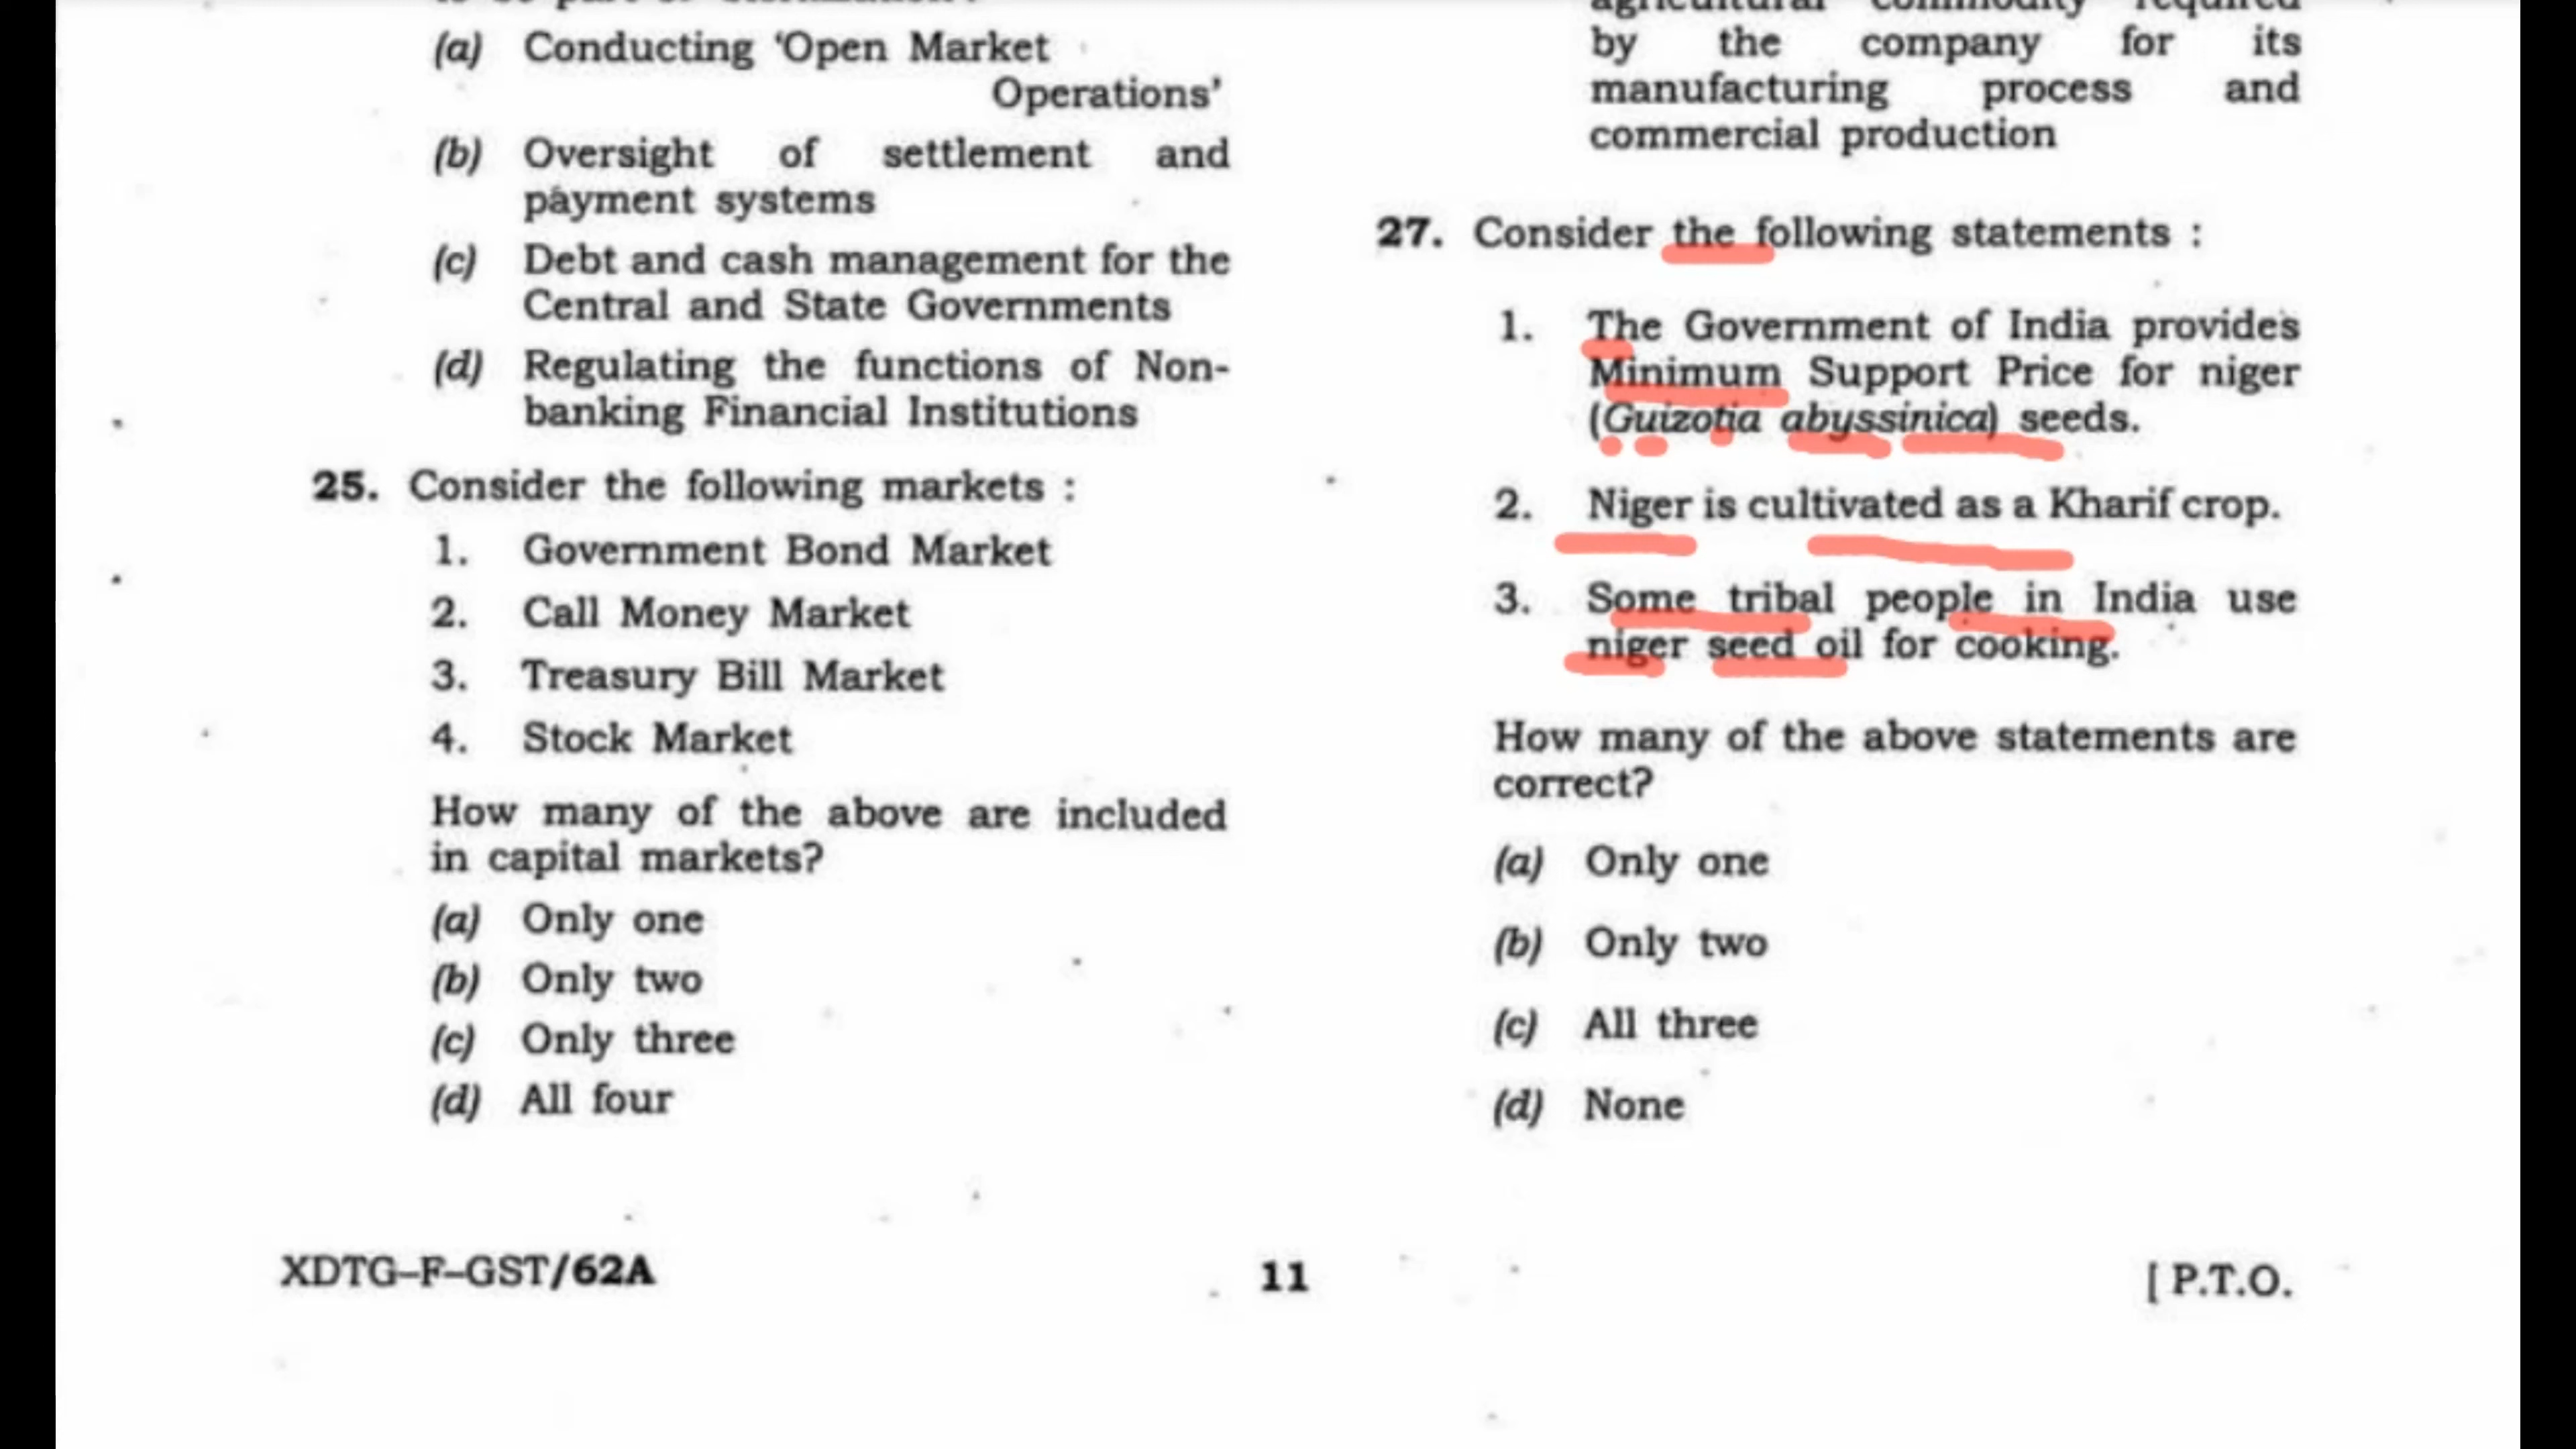 (a) Conducting 'Open Market
Operations'
(b) Oversight of settlement and
payment systems
(c) Debt and cash management for the
Central and State Governments
(d) Regulating the functions of Non-
banking Financial Institutions
25. Consider the following markets :
1. Government Bond Market
2. Call Money Market
3. Treasury Bill Market
4. Stock Market
How many of the above are included
in capital markets?
(a) Only one
(b) Only two
(c) Only three
(d) All four
agricultural commodity required
by the company for its
manufacturing process and
commercial production
27. Consider the following statements :
1. The Government of India provides
Minimum Support Price for niger
(Guizotia abyssinica) seeds.
2. Niger is cultivated as a Kharif crop.
3. Some tribal people in India use
niger seed oil for cooking.
How many of the above statements are
correct?
(a) Only one
(b) Only two
(c) All three
(d) None
XDTG–F–GST/62A
11
[ P.T.O.